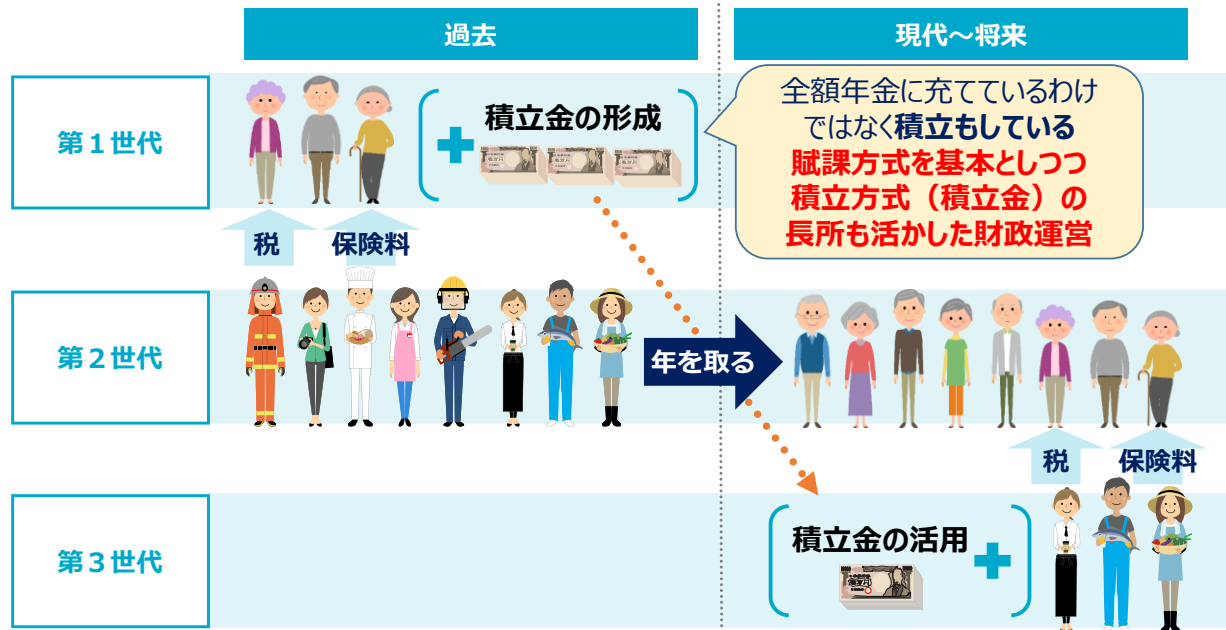 過去
現代～将来
第１世代
積立金の形成
全額年金に充てているわけ
ではなく積立もしている
賦課方式を基本としつつ
積立方式（積立金）の
長所も活かした財政運営
税
保険料
第２世代
年を取る
税
保険料
第３世代
積立金の活用